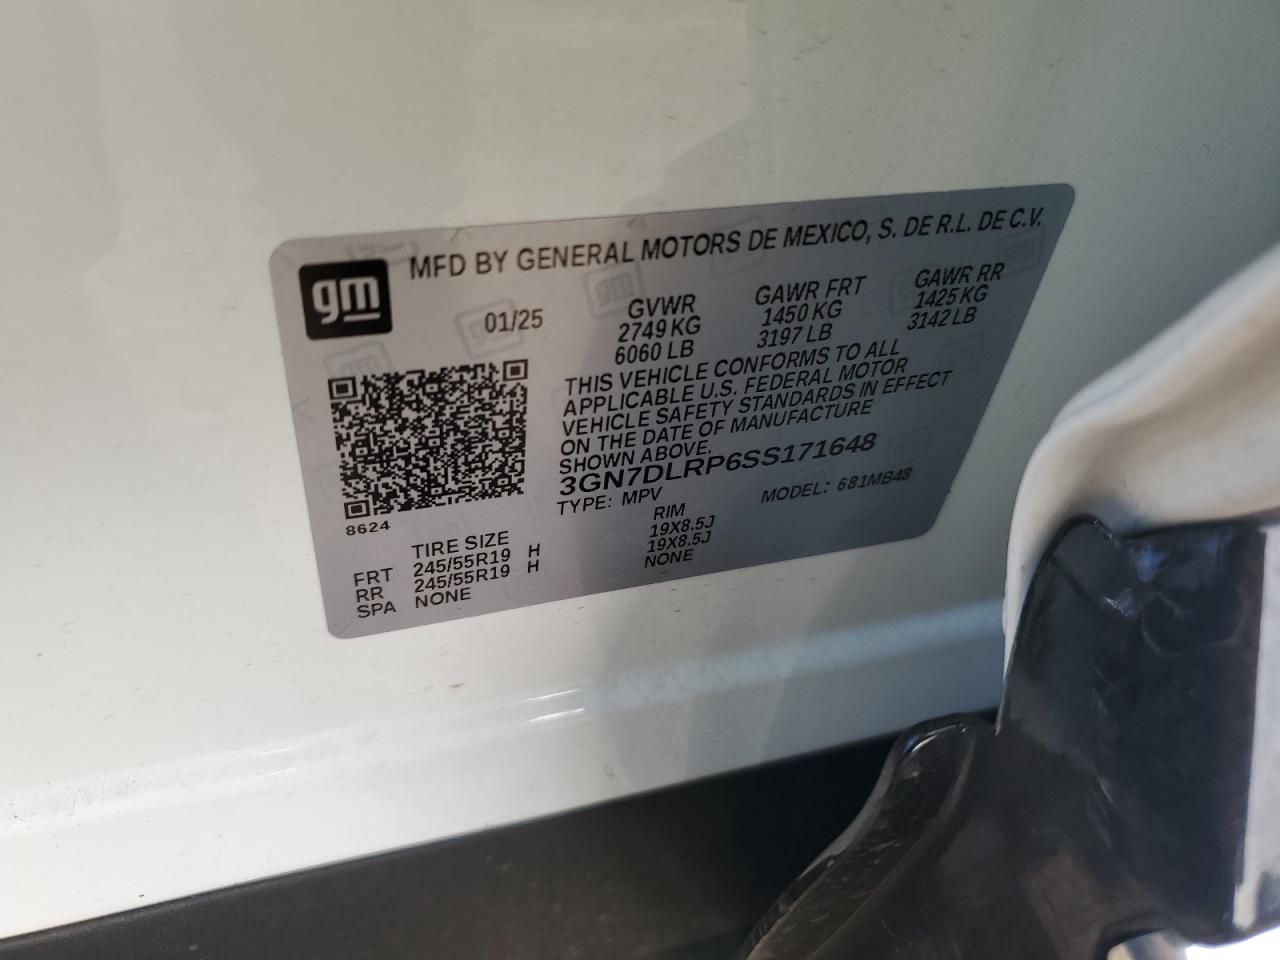 gm
MFD BY GENERAL MOTORS DE MEXICO, S. DE R.L. DE C.V.
01/25
GVWR GAWR FRT GAWR RR
2749 KG 1450 KG 1425 KG
6060 LB 3197 LB 3142 LB
THIS VEHICLE CONFORMS TO ALL
APPLICABLE U.S. FEDERAL MOTOR
VEHICLE SAFETY STANDARDS IN EFFECT
ON THE DATE OF MANUFACTURE
SHOWN ABOVE.
3GN7DLRP6SS171648
TYPE: MPV MODEL: 681MB48
8624
TIRE SIZE RIM
FRT 245/55R19 H 19X8.5J
RR 245/55R19 H 19X8.5J
SPA NONE NONE